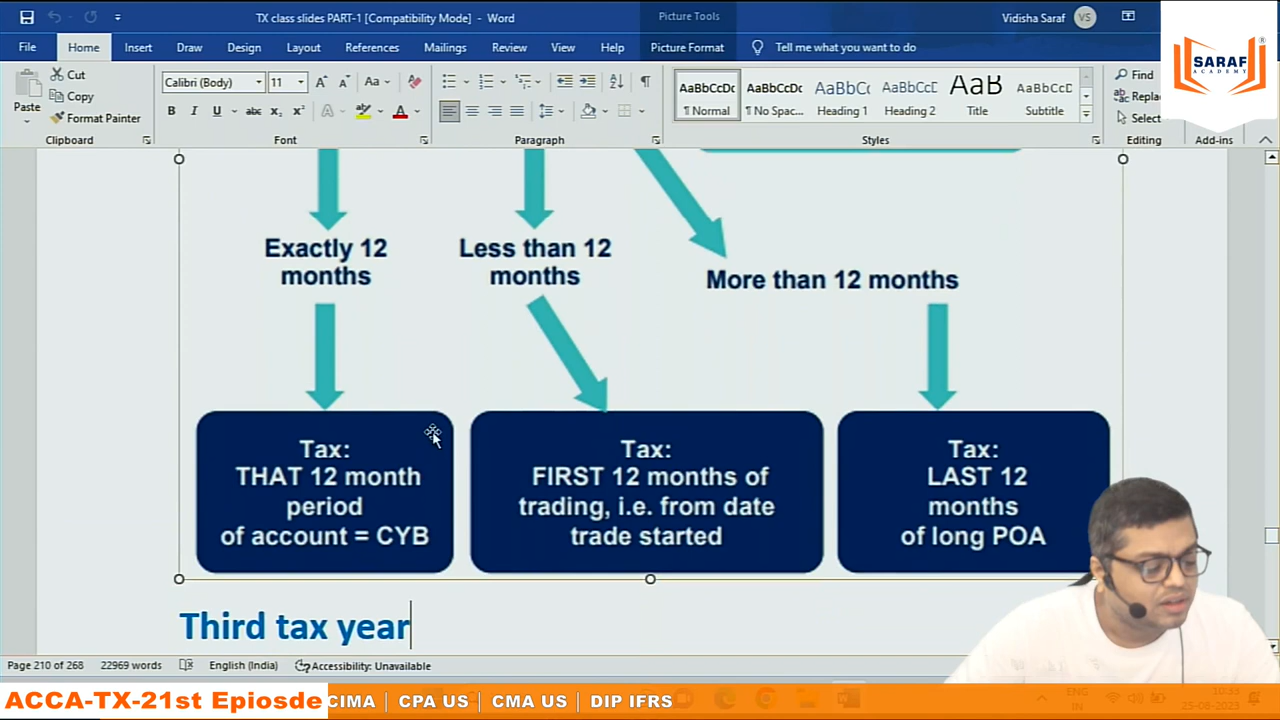 TX class slides PART-1 [Compatibility Mode] - Word
Picture Tools
Vidisha Saraf
VS
File
Home
Insert
Draw
Design
Layout
References
Mailings
Review
View
Help
Picture Format
Tell me what you want to do
SARAF
ACADEMY
Paste
Cut
Copy
Format Painter
Clipboard
Calibri (Body)
11
Font
Paragraph
AaBbCcDc
¶ Normal
AaBbCcDc
¶ No Spac...
AaBbC
Heading 1
AaBbCcD
Heading 2
AaB
Title
AaBbCcD
Subtitle
Styles
Find
Repla
Select
Editing
Add-ins
Exactly 12
months
Less than 12
months
More than 12 months
Tax:
THAT 12 month
period
of account = CYB
Tax:
FIRST 12 months of
trading, i.e. from date
trade started
Tax:
LAST 12
months
of long POA
Third tax year
Page 210 of 268
22969 words
English (India)
Accessibility: Unavailable
ACCA-TX-21st Epiosde
CIMA | CPA US | CMA US | DIP IFRS
ENG
IN